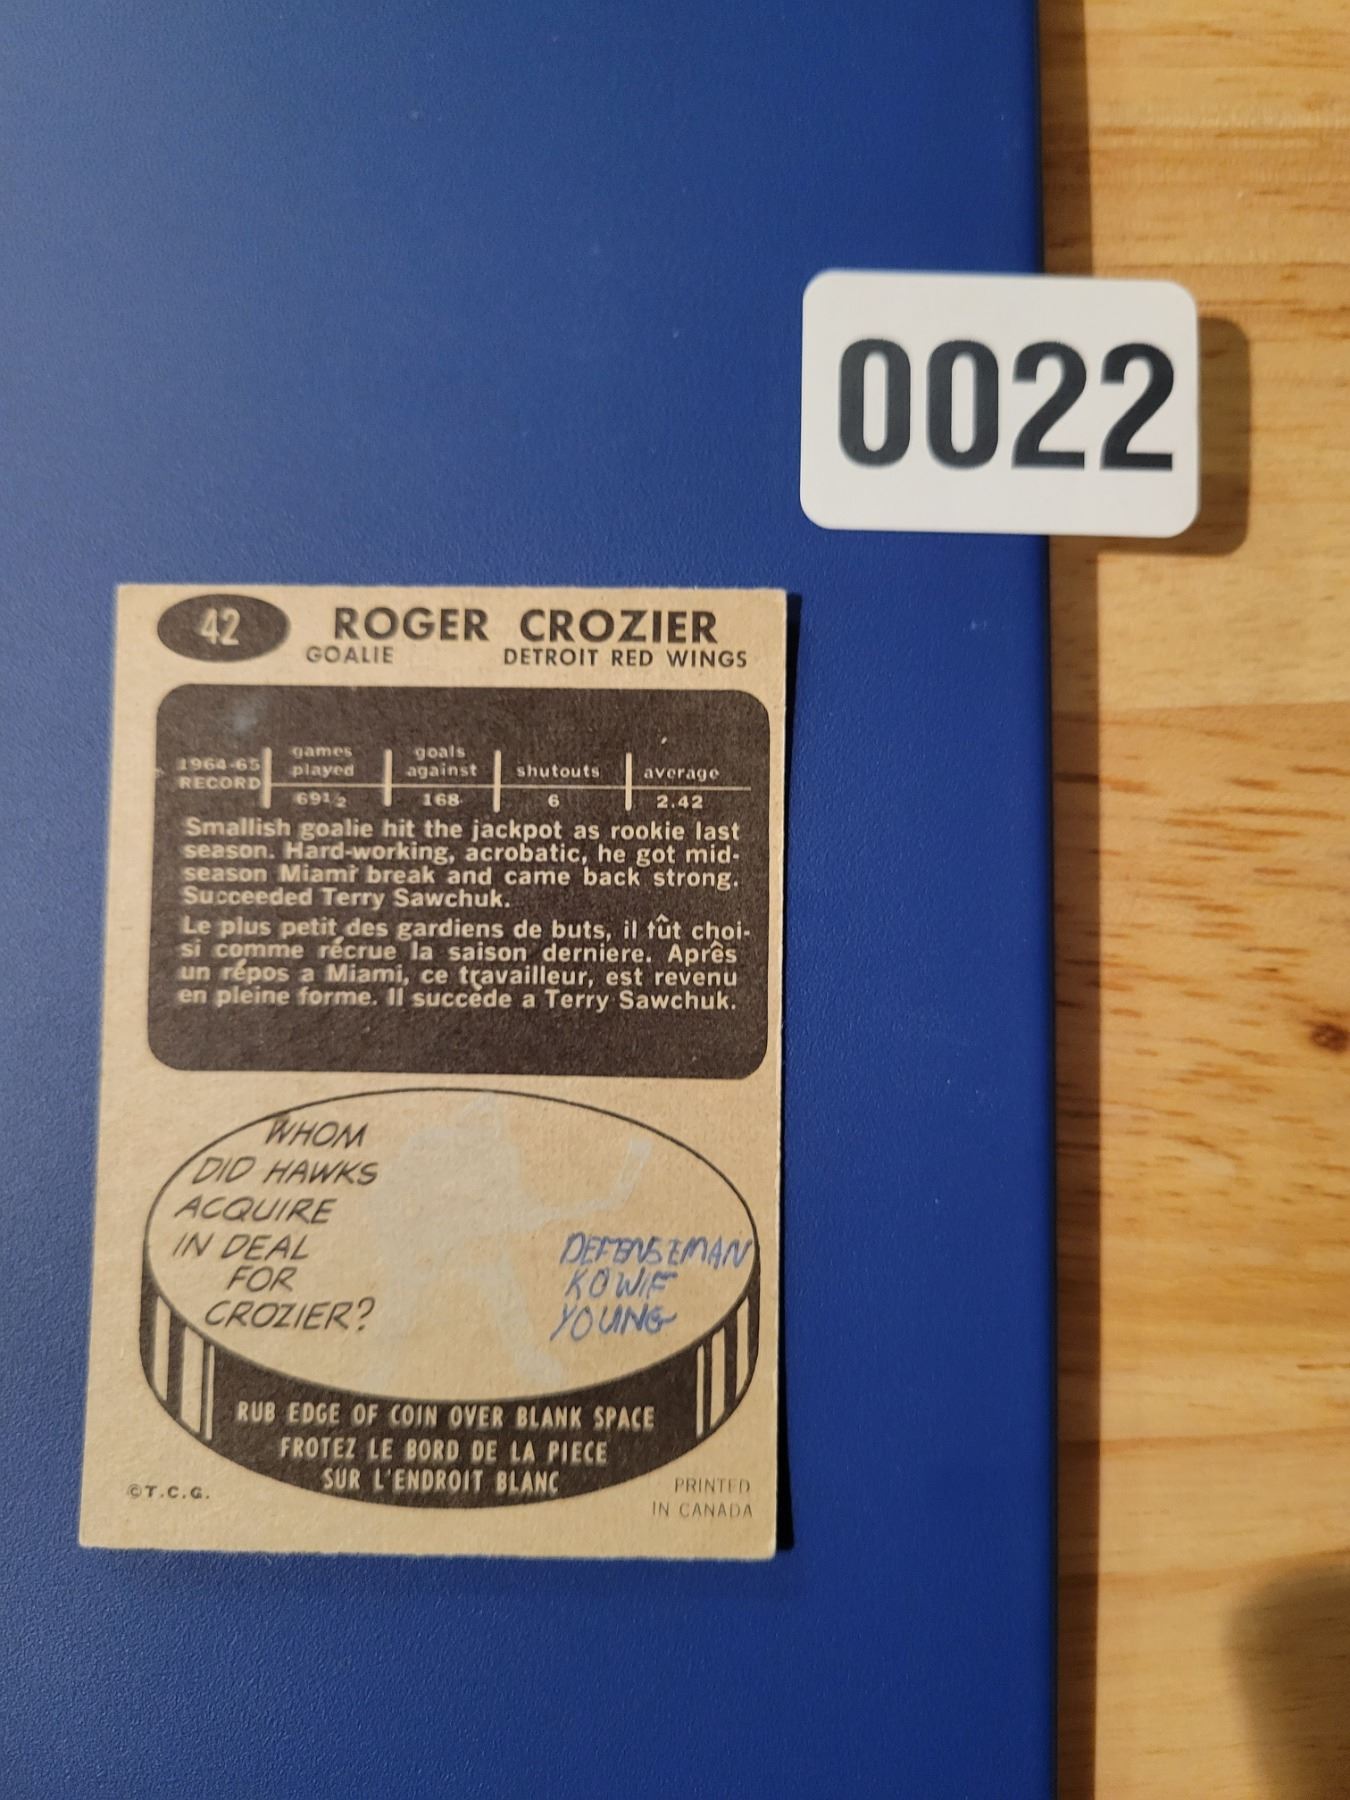 0022
42 ROGER CROZIER
GOALIE DETROIT RED WINGS
1964-65 RECORD games played goals against shutouts average
69½ 168 6 2.42
Smallish goalie hit the jackpot as rookie last
season. Hard-working, acrobatic, he got mid-
season Miami break and came back strong.
Succeeded Terry Sawchuk.
Le plus petit des gardiens de buts, il fût choi-
si comme récrue la saison derniere. Après
un répos a Miami, ce travailleur, est revenu
en pleine forme. Il succéde a Terry Sawchuk.
WHOM
DID HAWKS
ACQUIRE
IN DEAL
FOR
CROZIER?
DEFENSEMAN
KOWIE
YOUNG
RUB EDGE OF COIN OVER BLANK SPACE
FROTEZ LE BORD DE LA PIECE
SUR L'ENDROIT BLANC
©T.C.G.
PRINTED
IN CANADA